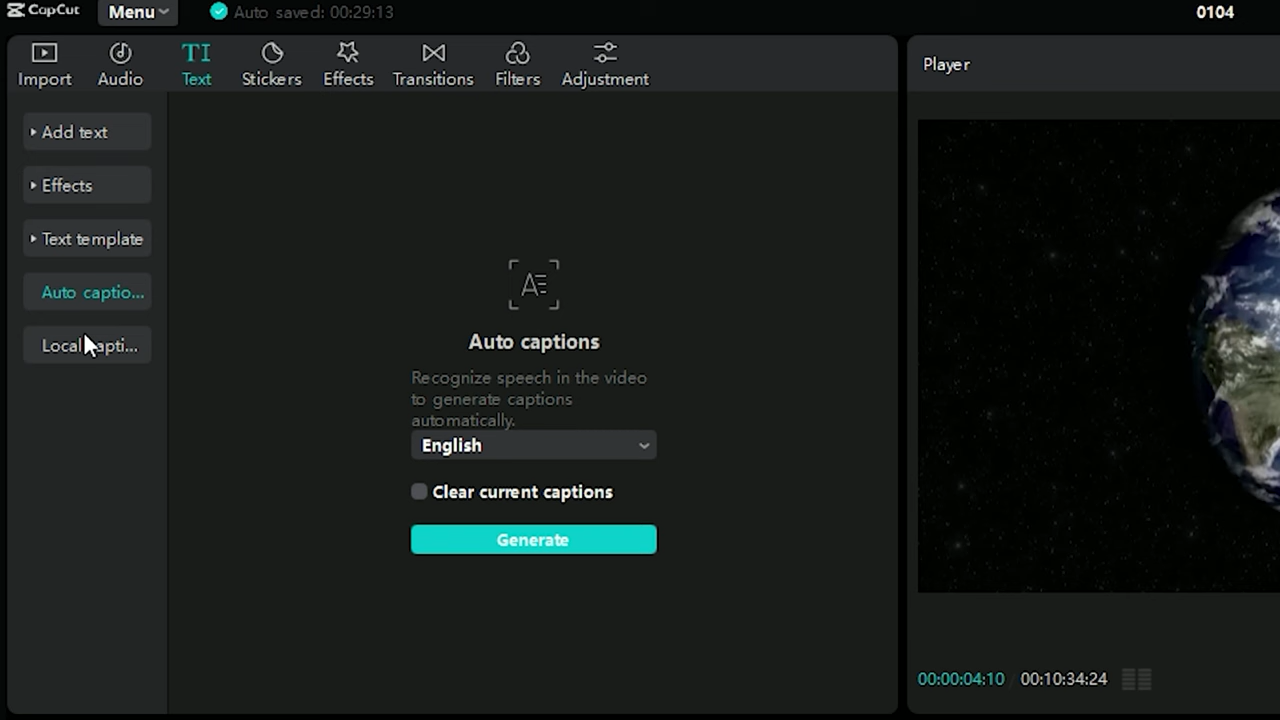 CapCut
Menu
Auto saved: 00:29:13
0104
Import
Audio
TI
Text
Stickers
Effects
Transitions
Filters
Adjustment
Player
Add text
Effects
Text template
Auto captio...
Local capti...
Auto captions
Recognize speech in the video
to generate captions
automatically.
English
Clear current captions
Generate
00:00:04:10 / 00:10:34:24